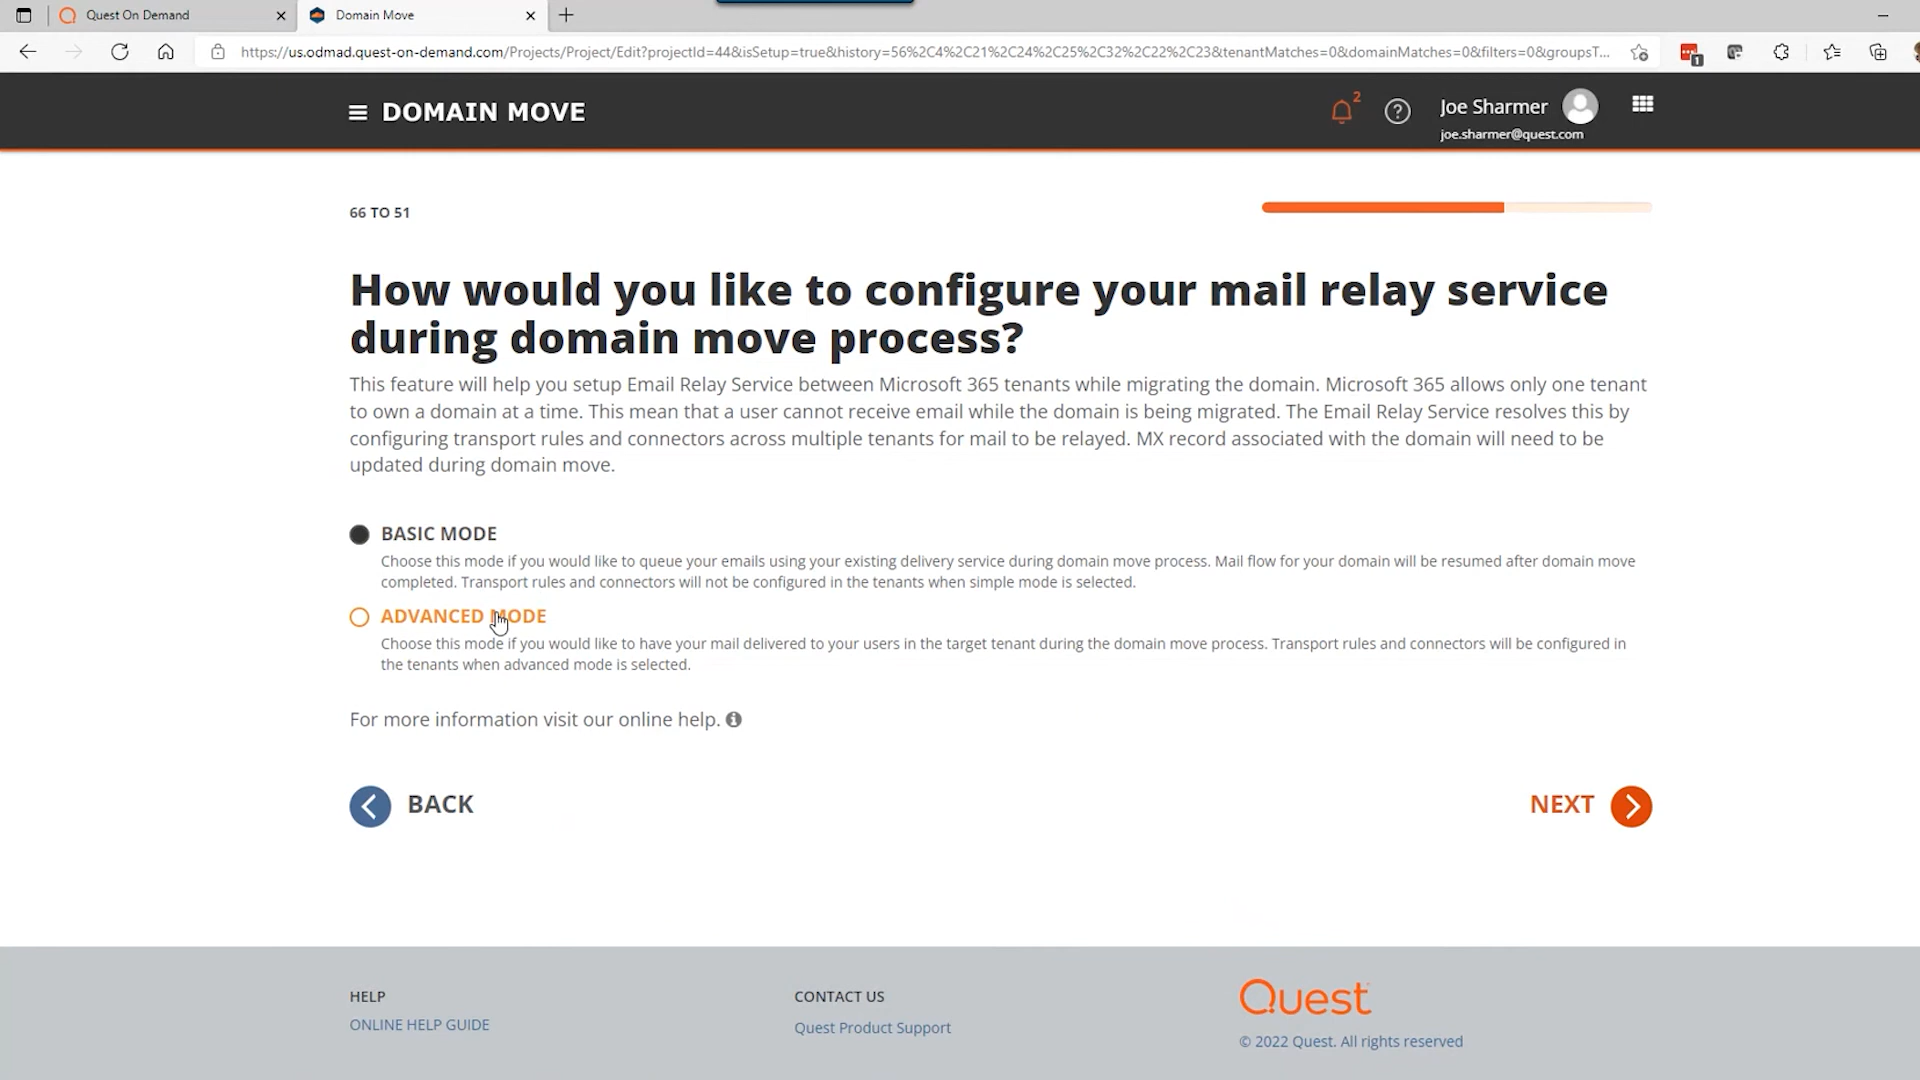 Quest On Demand
Domain Move
https://us.odmad.quest-on-demand.com/Projects/Project/Edit?projectId=44&isSetup=true&history=56%2C4%2C21%2C24%2C25%2C32%2C22%2C23&tenantMatches=0&domainMatches=0&filters=0&groupsT...
1
DOMAIN MOVE
2
?
Joe Sharmer
joe.sharmer@quest.com
66 TO 51
How would you like to configure your mail relay service
during domain move process?
This feature will help you setup Email Relay Service between Microsoft 365 tenants while migrating the domain. Microsoft 365 allows only one tenant
to own a domain at a time. This mean that a user cannot receive email while the domain is being migrated. The Email Relay Service resolves this by
configuring transport rules and connectors across multiple tenants for mail to be relayed. MX record associated with the domain will need to be
updated during domain move.
BASIC MODE
Choose this mode if you would like to queue your emails using your existing delivery service during domain move process. Mail flow for your domain will be resumed after domain move
completed. Transport rules and connectors will not be configured in the tenants when simple mode is selected.
ADVANCED MODE
Choose this mode if you would like to have your mail delivered to your users in the target tenant during the domain move process. Transport rules and connectors will be configured in
the tenants when advanced mode is selected.
For more information visit our online help.
BACK
NEXT
HELP
ONLINE HELP GUIDE
CONTACT US
Quest Product Support
Quest
© 2022 Quest. All rights reserved